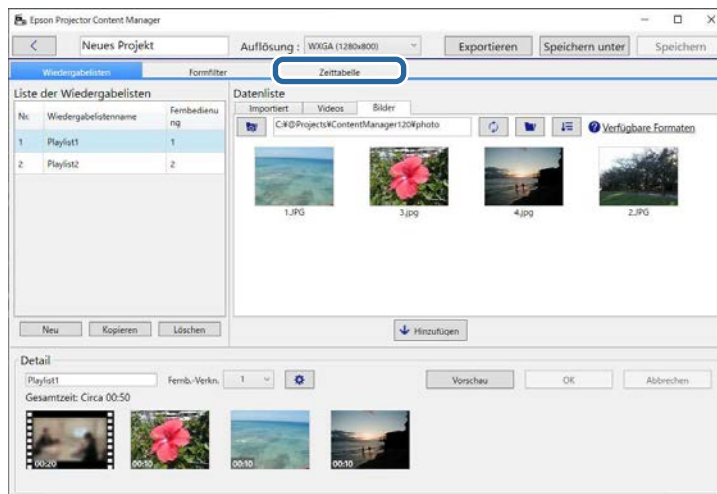 Epson Projector Content Manager
Neues Projekt Auflösung : WXGA (1280x800) Exportieren Speichern unter Speichern
Wiedergabelisten Formfilter Zeittabelle
Liste der Wiedergabelisten
Nr. Wiedergabelistenname Fernbedienu
ng
1 Playlist1 1
2 Playlist2 2
Neu Kopieren Löschen
Datenliste
Importiert Videos Bilder
C:¥@Projects¥ContentManager120¥photo ? Verfügbare Formaten
1.JPG 3.jpg 4.jpg 2.JPG
Hinzufügen
Detail
Playlist1 Fernb.-Verkn. 1 Vorschau OK Abbrechen
Gesamtzeit: Circa 00:50
00:20 00:10 00:10 00:10